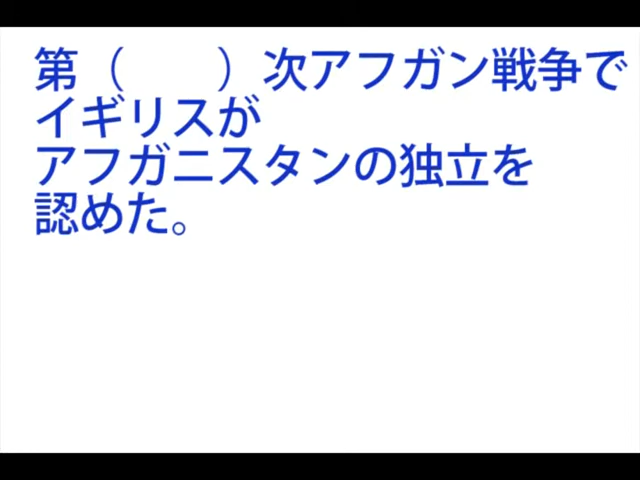 第（　　）次アフガン戦争で
イギリスが
アフガニスタンの独立を
認めた。